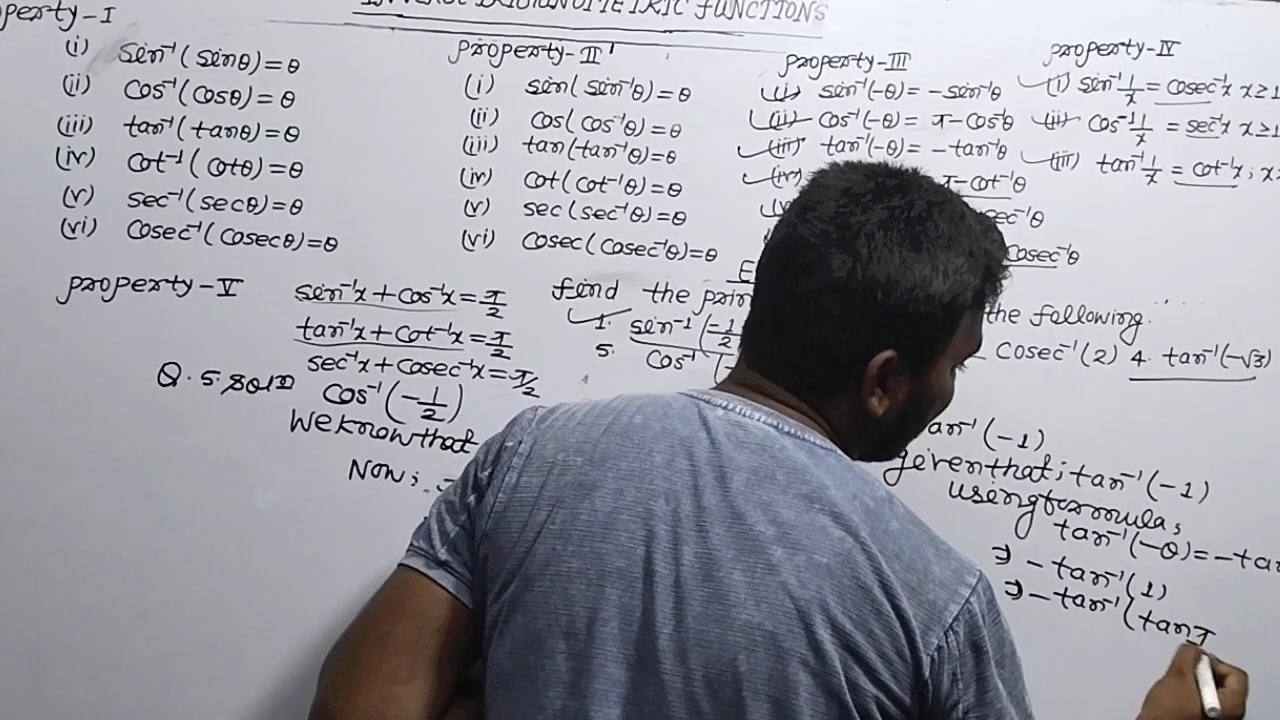 FUNCTIONS
Property-I
(i) sin⁻¹(sinθ)=θ
(ii) cos⁻¹(cosθ)=θ
(iii) tan⁻¹(tanθ)=θ
(iv) cot⁻¹(cotθ)=θ
(v) sec⁻¹(secθ)=θ
(vi) cosec⁻¹(cosecθ)=θ
Property-II
(i) sin(sin⁻¹θ)=θ
(ii) cos(cos⁻¹θ)=θ
(iii) tan(tan⁻¹θ)=θ
(iv) cot(cot⁻¹θ)=θ
(v) sec(sec⁻¹θ)=θ
(vi) cosec(cosec⁻¹θ)=θ
Property-III
(i) sin⁻¹(-θ)= -sin⁻¹θ
(ii) cos⁻¹(-θ)= π-cos⁻¹θ
(iii) tan⁻¹(-θ)= -tan⁻¹θ
(iv) π-cot⁻¹θ
(v) sec⁻¹θ
cosec⁻¹θ
Property-IV
(i) sin⁻¹ 1/x = cosec⁻¹x x≥1
(ii) cos⁻¹ 1/x = sec⁻¹x x≥1
(iii) tan⁻¹ 1/x = cot⁻¹x; x>
Property-V
sin⁻¹x+cos⁻¹x=π/2
tan⁻¹x+cot⁻¹x=π/2
sec⁻¹x+cosec⁻¹x=π/2
find the the following.
1. sin⁻¹(-1/2 cosec⁻¹(2) 4. tan⁻¹(-√3)
5. cos⁻¹(-
Q.5. Soln cos⁻¹(-1/2)
We know that
Now;
tan⁻¹(-1)
given that; tan⁻¹(-1)
using formula;
tan⁻¹(-θ)=-ta
⇒ -tan⁻¹(1)
⇒ -tan⁻¹(tan π